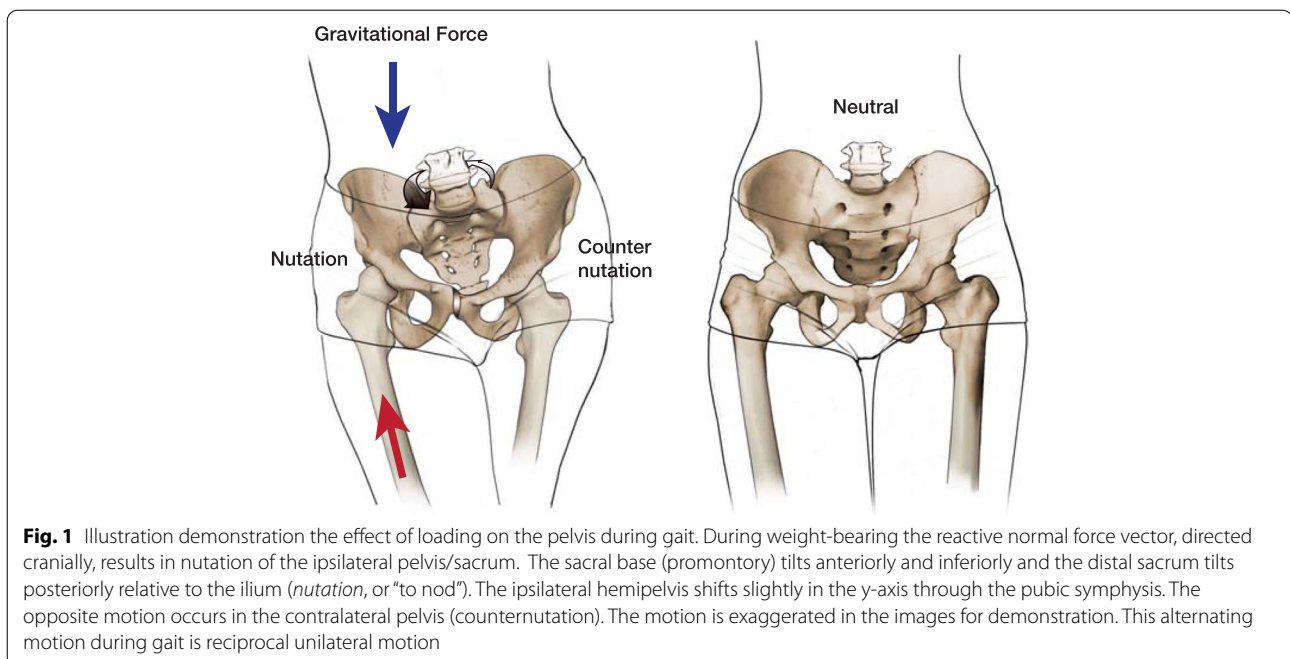 Gravitational Force
Neutral
Nutation
Counter
nutation
Fig. 1 Illustration demonstration the effect of loading on the pelvis during gait. During weight-bearing the reactive normal force vector, directed
cranially, results in nutation of the ipsilateral pelvis/sacrum. The sacral base (promontory) tilts anteriorly and inferiorly and the distal sacrum tilts
posteriorly relative to the ilium (nutation, or “to nod”). The ipsilateral hemipelvis shifts slightly in the y-axis through the pubic symphysis. The
opposite motion occurs in the contralateral pelvis (counternutation). The motion is exaggerated in the images for demonstration. This alternating
motion during gait is reciprocal unilateral motion